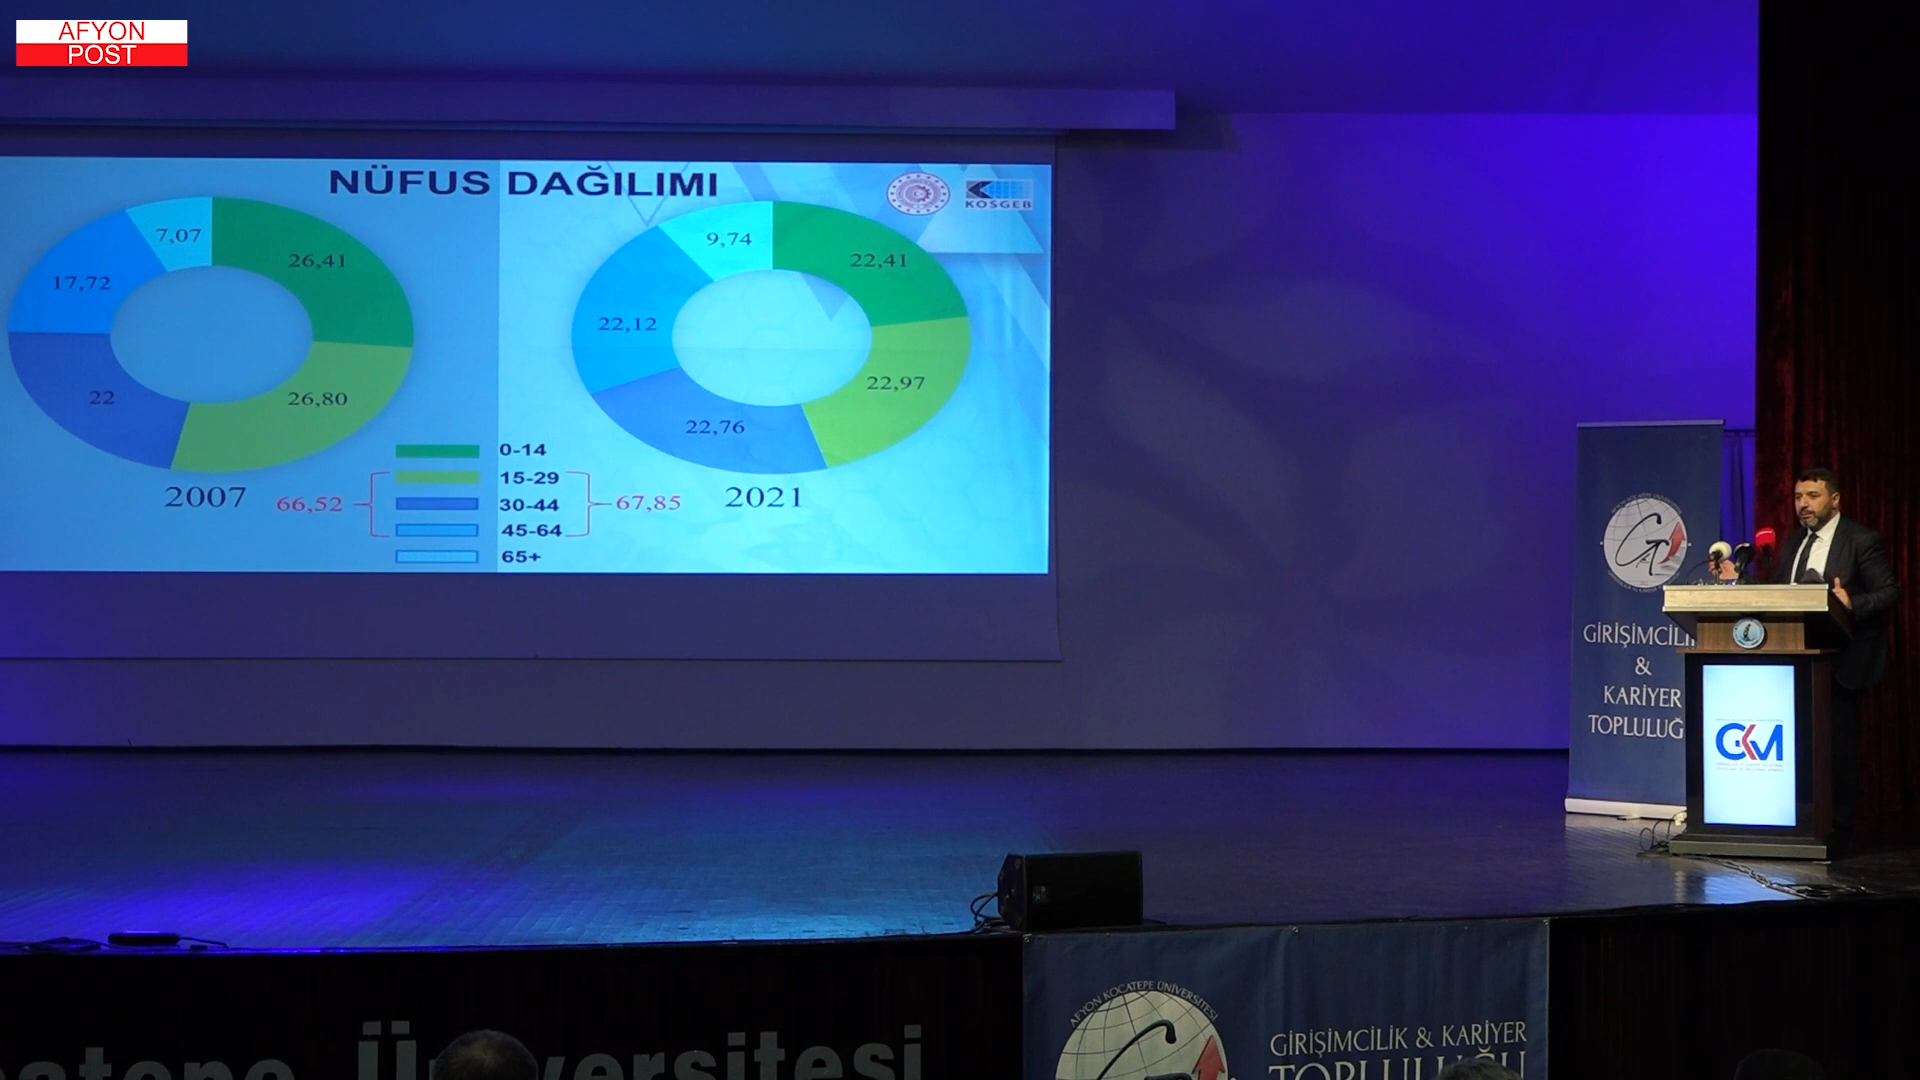 AFYON
POST
NÜFUS DAĞILIMI
KOSGEB
7,07
26,41
17,72
22
26,80
2007
9,74
22,41
22,12
22,97
22,76
2021
0-14
15-29
30-44
45-64
65+
66,52
67,85
GİRİŞİMCİLİ
&
KARİYER
TOPLULUĞ
GKM
AFYON KOCATEPE ÜNİVERSİTESİ
GİRİŞİMCİLİK & KARİYER
TOPLULUĞU
atepe Üniversitesi